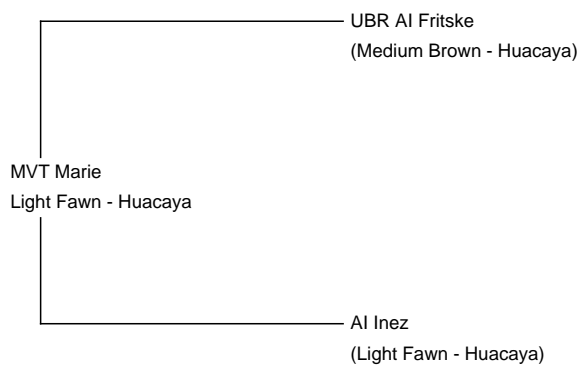 UBR AI Fritske
(Medium Brown - Huacaya)
MVT Marie
Light Fawn - Huacaya
AI Inez
(Light Fawn - Huacaya)